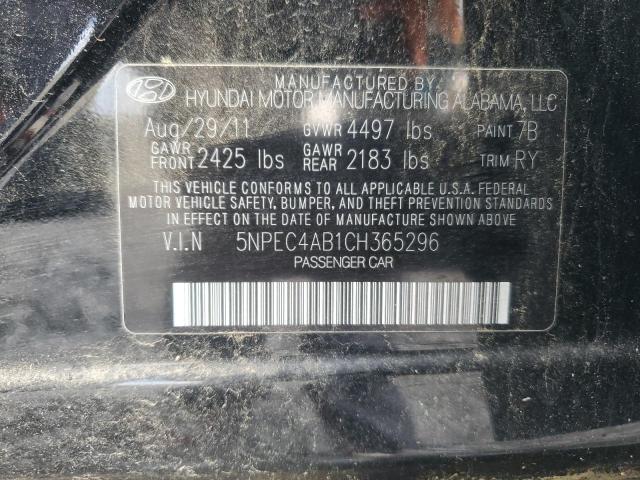 MANUFACTURED BY
HYUNDAI MOTOR MANUFACTURING ALABAMA, LLC
Aug/29/11 GVWR 4497 lbs PAINT 7B
GAWR FRONT 2425 lbs GAWR REAR 2183 lbs TRIM RY
THIS VEHICLE CONFORMS TO ALL APPLICABLE U.S.A. FEDERAL
MOTOR VEHICLE SAFETY, BUMPER, AND THEFT PREVENTION STANDARDS
IN EFFECT ON THE DATE OF MANUFACTURE SHOWN ABOVE
V.I.N 5NPEC4AB1CH365296
PASSENGER CAR